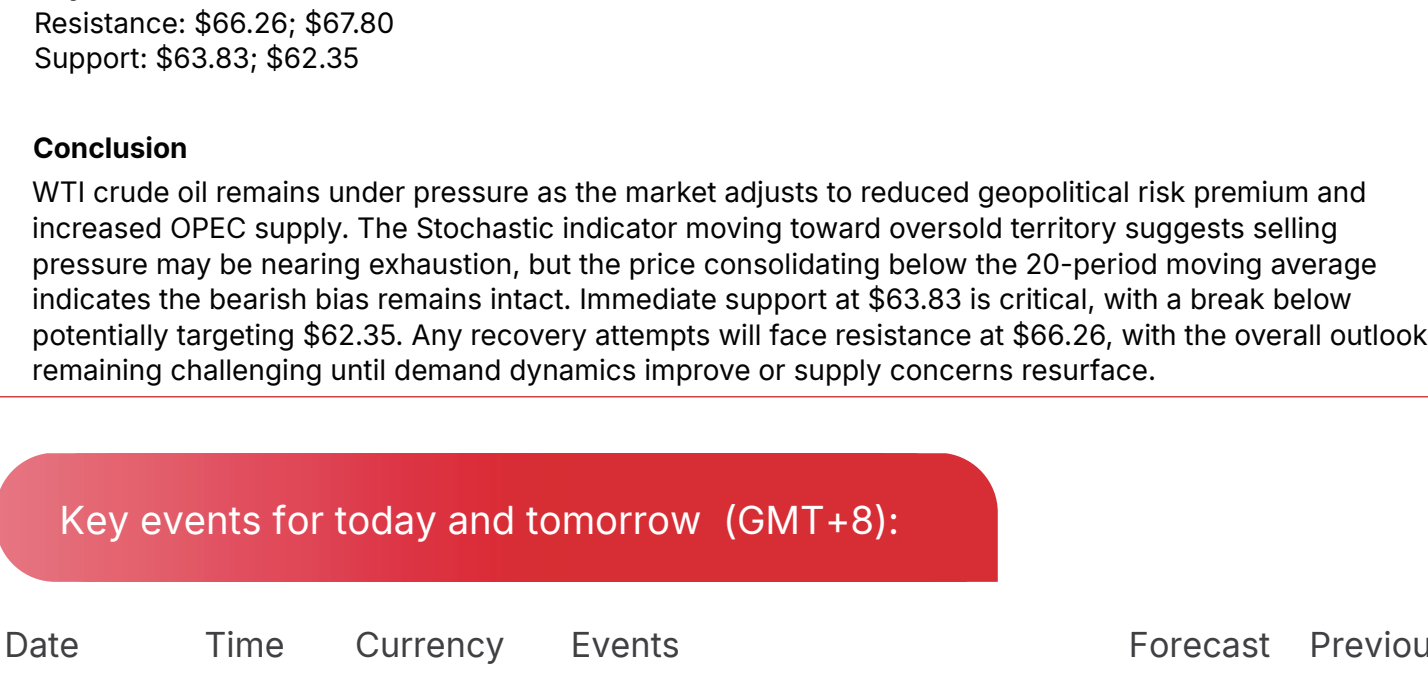 Resistance: $66.26; $67.80
Support: $63.83; $62.35
Conclusion
WTI crude oil remains under pressure as the market adjusts to reduced geopolitical risk premium and
increased OPEC supply. The Stochastic indicator moving toward oversold territory suggests selling
pressure may be nearing exhaustion, but the price consolidating below the 20-period moving average
indicates the bearish bias remains intact. Immediate support at $63.83 is critical, with a break below
potentially targeting $62.35. Any recovery attempts will face resistance at $66.26, with the overall outlook
remaining challenging until demand dynamics improve or supply concerns resurface.
Key events for today and tomorrow (GMT+8):
Date Time Currency Events Forecast Previou